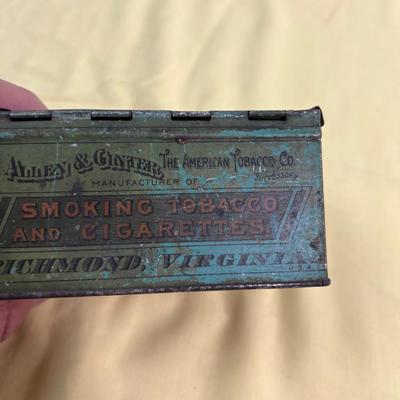 ALLEN & GINTER, THE AMERICAN TOBACCO CO.
MANUFACTURER OF SUCCESSOR
SMOKING TOBACCO
AND CIGARETTES.
RICHMOND, VIRGINIA
U.S.A.